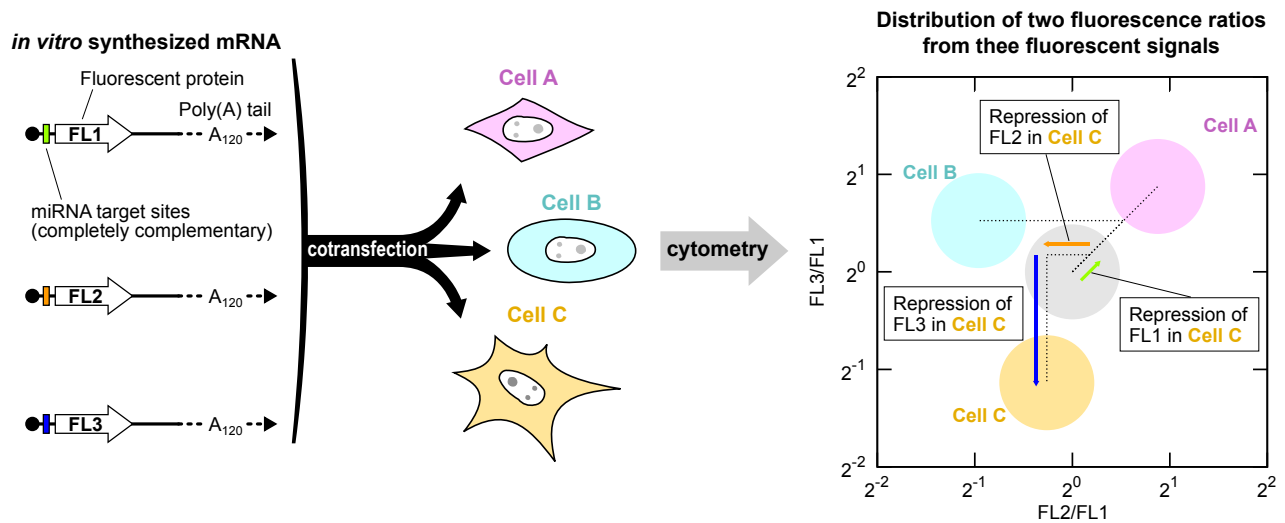 in vitro synthesized mRNA
Fluorescent protein
Poly(A) tail
FL1
A120
miRNA target sites
(completely complementary)
FL2
A120
FL3
A120
cotransfection
Cell A
Cell B
Cell C
cytometry
Distribution of two fluorescence ratios
from thee fluorescent signals
2^2
2^1
2^0
2^-1
2^-2
FL3/FL1
2^-2
2^-1
2^0
2^1
2^2
FL2/FL1
Repression of
FL2 in Cell C
Cell A
Cell B
Repression of
FL3 in Cell C
Repression of
FL1 in Cell C
Cell C